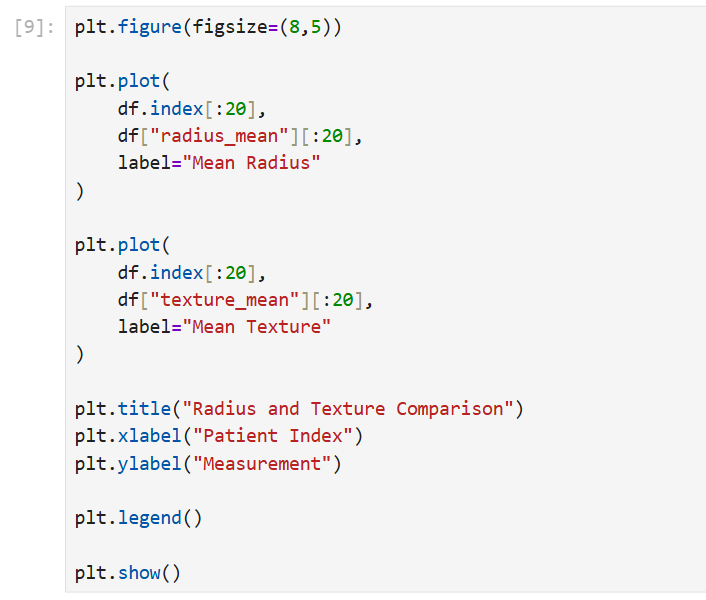 [9]:
plt.figure(figsize=(8,5))
plt.plot(
    df.index[:20],
    df["radius_mean"][:20],
    label="Mean Radius"
)
plt.plot(
    df.index[:20],
    df["texture_mean"][:20],
    label="Mean Texture"
)
plt.title("Radius and Texture Comparison")
plt.xlabel("Patient Index")
plt.ylabel("Measurement")
plt.legend()
plt.show()